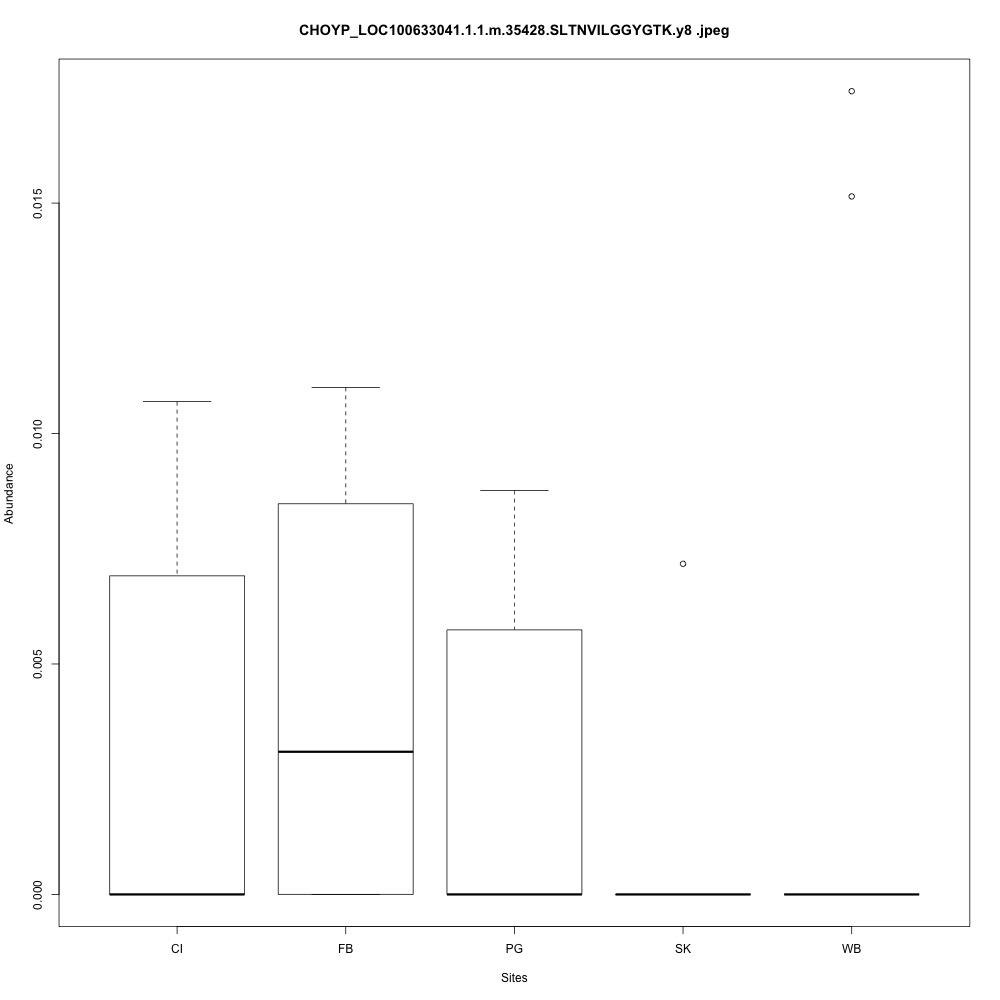 CHOYP_LOC100633041.1.1.m.35428.SLTNVILGGYGTK.y8 .jpeg
0.015
0.010
0.005
0.000
Abundance
CI FB PG SK WB
Sites